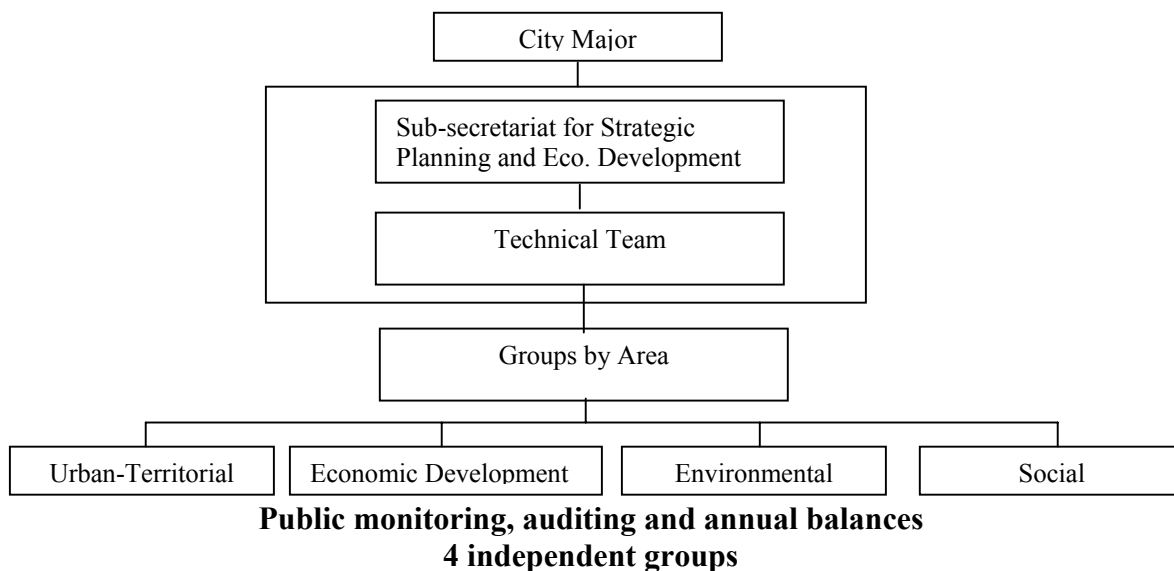 City Major
Sub-secretariat for Strategic
Planning and Eco. Development
Technical Team
Groups by Area
Urban-Territorial
Economic Development
Environmental
Social
Public monitoring, auditing and annual balances
4 independent groups